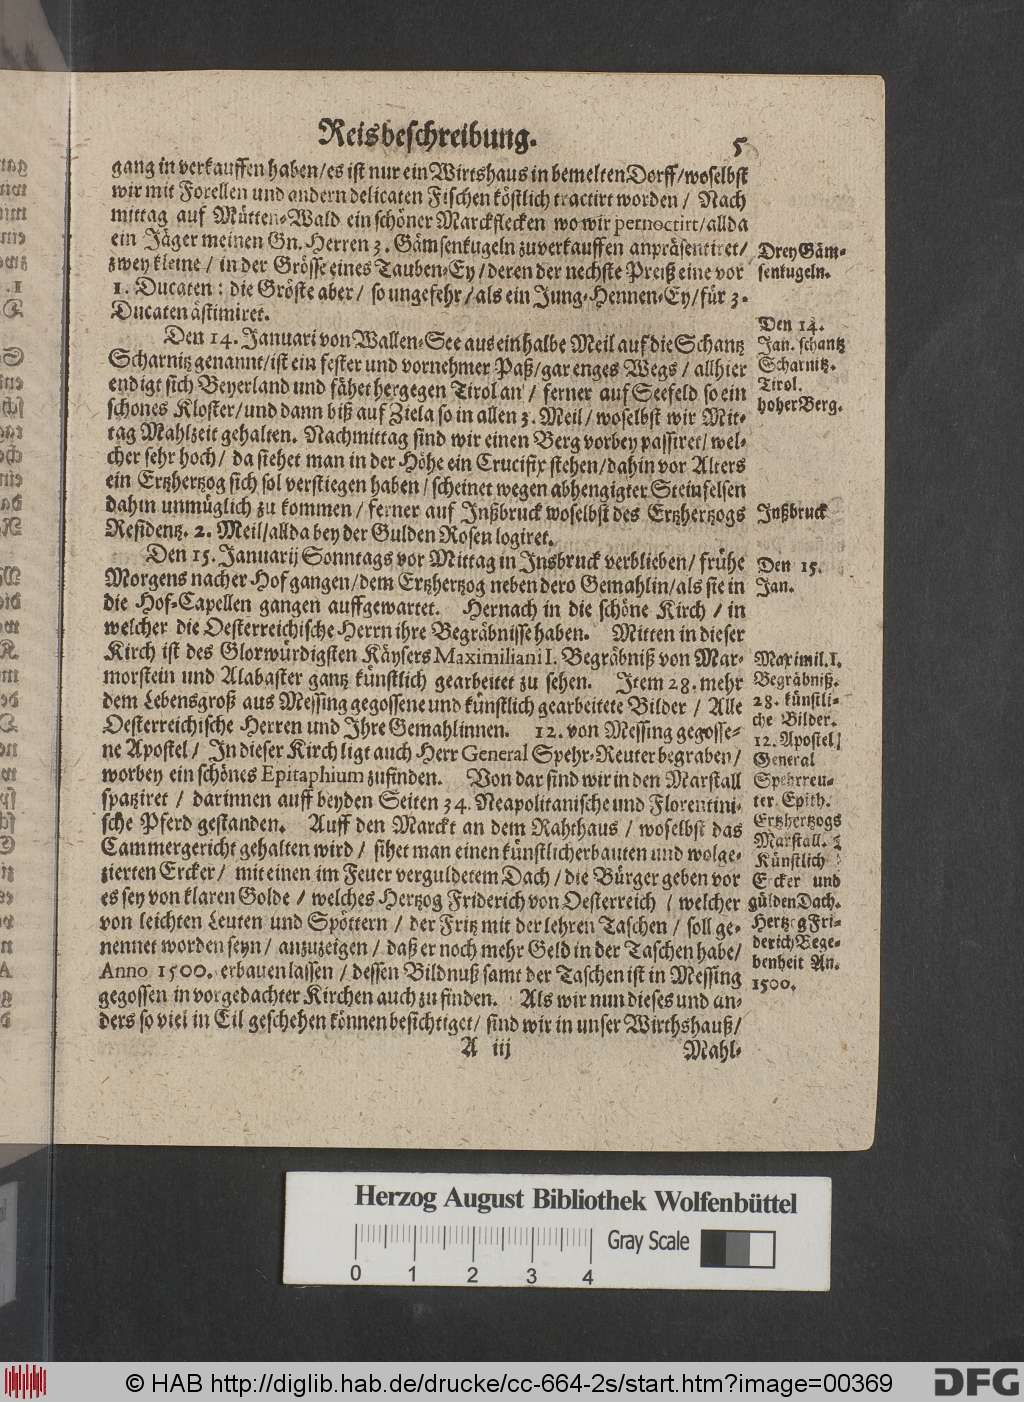 Reisbeschreibung. 5
gang in verkauffen haben/ es ist nur ein Wirtshaus in bemelten Dorff/ woselbst
wir mit Forellen und andern delicaten Fischen köstlich tractirt worden/ Nach
mittag auf Mütten-Wald ein schöner Marckflecken wo wir pernoctirt/ allda
ein Jäger meinen Gn. Herren 3. Gämsenkugeln zuverkauffen anpräsentiret/
zwey kleine/ in der Grösse eines Tauben-Ey/ deren der nechste Preiß eine vor
1. Ducaten: die Gröste aber/ so ungefehr/ als ein Jung-Hennen-Ey/ für 3.
Ducaten ästimiret.
Drey Gäm-
senkugeln.
Den 14. Januari von Wallen-See aus ein halbe Meil auf die Schantz
Scharnitz genannt/ ist ein fester und vornehmer Paß/ gar enges Wegs/ allhier
endigt sich Beyerland und fähet hergegen Tirol an/ ferner auf Seefeld so ein
schönes Kloster/ und dann biß auf Ziela so in allen 3. Meil/ woselbst wir Mit-
tag Mahlzeit gehalten. Nachmittag sind wir einen Berg vorbey passiret/ wel-
cher sehr hoch/ da stehet man in der Höhe ein Crucifix stehen/ dahin vor Alters
ein Ertzhertzog sich sol verstiegen haben/ scheinet wegen abhengigter Steinfelsen
dahin unmüglich zu kommen/ ferner auf Inßbruck woselbst des Ertzhertzogs
Residentz. 2. Meil/ allda bey der Gulden Rosen logiret.
Den 14.
Jan. schantz
Scharnitz.
Tirol.
hoher Berg.
Inßbruck
Den 15. Januarij Sonntags vor Mittag in Insbruck verblieben/ frühe
Morgens nacher Hof gangen/ dem Ertzhertzog neben dero Gemahlin/ als sie in
die Hof-Capellen gangen auffgewartet. Hernach in die schöne Kirch/ in
welcher die Oesterreichische Herrn ihre Begräbnisse haben. Mitten in dieser
Kirch ist des Glorwürdigsten Käysers Maximiliani I. Begräbniß von Mar-
morstein und Alabaster gantz künstlich gearbeitet zu sehen. Item 28. mehr
dem Lebensgroß aus Messing gegossene und künstlich gearbeitete Bilder/ Alle
Oesterreichische Herren und Ihre Gemahlinnen. 12. von Messing gegosse-
ne Apostel/ In dieser Kirch ligt auch Herr General Spehr-Reuter begraben/
worbey ein schönes Epitaphium zufinden. Von dar sind wir in den Marstall
spatziret/ darinnen auff beyden Seiten 34. Neapolitanische und Florentini-
sche Pferd gestanden. Auff den Marckt an dem Rahthaus/ woselbst das
Cammergericht gehalten wird/ sihet man einen künstlicherbauten und wolge-
zierten Ercker/ mit einen im Feuer verguldetem Dach/ die Bürger geben vor
es sey von klaren Golde/ welches Hertzog Friderich von Oesterreich/ welcher
von leichten Leuten und Spöttern/ der Fritz mit der lehren Taschen/ soll ge-
nennet worden seyn/ anzuzeigen/ daß er noch mehr Geld in der Taschen habe/
Anno 1500. erbauen lassen/ dessen Bildnuß samt der Taschen ist in Messing
gegossen in vorgedachter Kirchen auch zu finden. Als wir nun dieses und an-
ders so viel in Eil geschehen können besichtiget/ sind wir in unser Wirthshauß/
Den 15.
Jan.
Maximil. I.
Begräbniß.
28. künstli-
che Bilder.
12. Apostel.
General
Spehrreu-
ter Epith.
Ertzhertzogs
Marstall.
Künstlich
Ercker und
gülden Dach.
Hertzog Fri-
derich Bege-
benheit An.
1500.
A iij Mahl-
Herzog August Bibliothek Wolfenbüttel
Gray Scale
0 1 2 3 4
© HAB http://diglib.hab.de/drucke/cc-664-2s/start.htm?image=00369
DFG